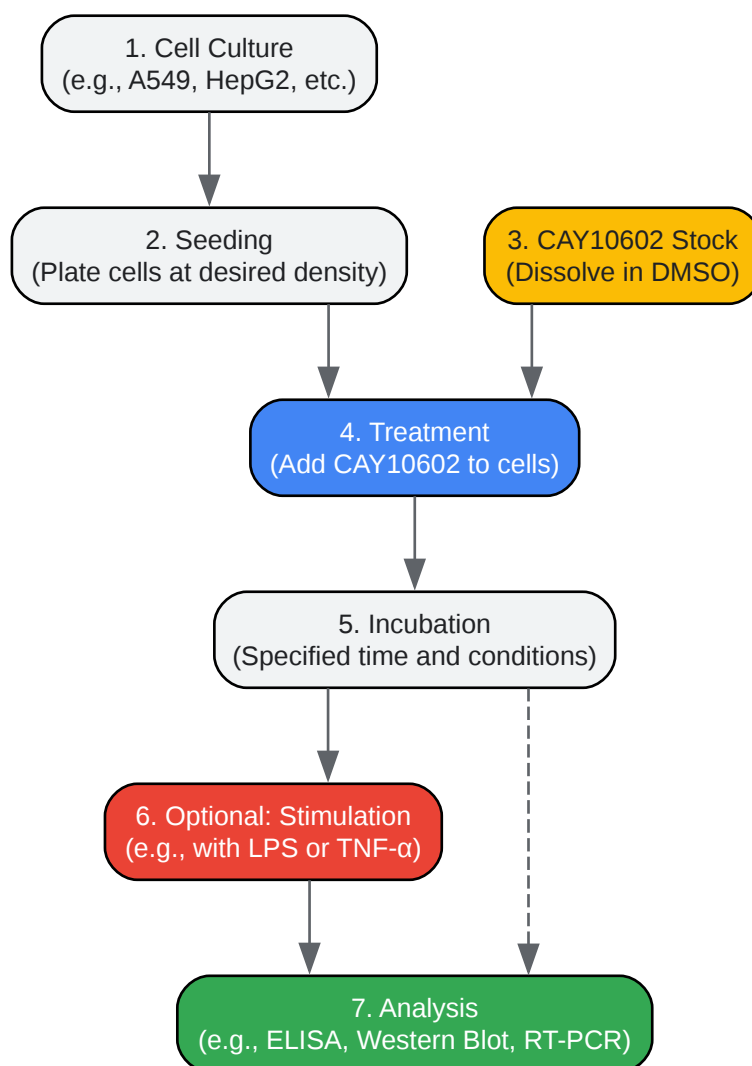 1. Cell Culture
(e.g., A549, HepG2, etc.)
2. Seeding
(Plate cells at desired density)
3. CAY10602 Stock
(Dissolve in DMSO)
4. Treatment
(Add CAY10602 to cells)
5. Incubation
(Specified time and conditions)
6. Optional: Stimulation
(e.g., with LPS or TNF-α)
7. Analysis
(e.g., ELISA, Western Blot, RT-PCR)